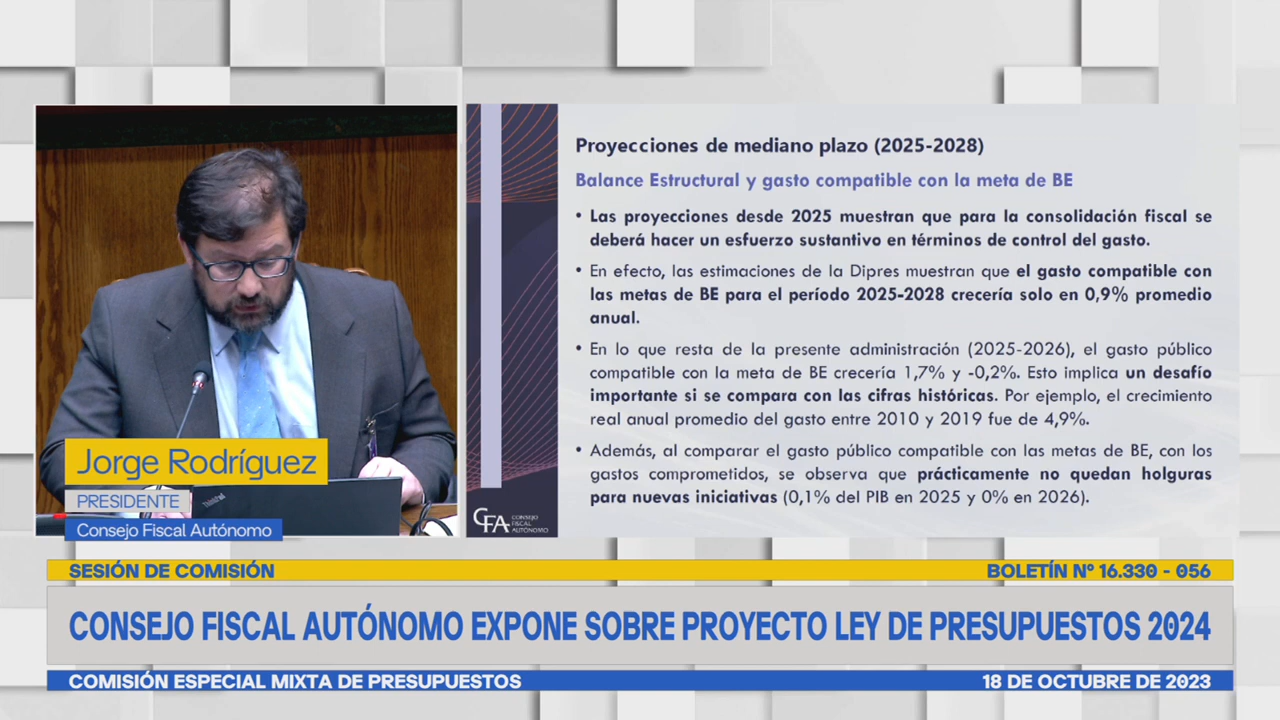 Proyecciones de mediano plazo (2025-2028)
Balance Estructural y gasto compatible con la meta de BE
• Las proyecciones desde 2025 muestran que para la consolidación fiscal se
deberá hacer un esfuerzo sustantivo en términos de control del gasto.
• En efecto, las estimaciones de la Dipres muestran que el gasto compatible con
las metas de BE para el período 2025-2028 crecería solo en 0,9% promedio
anual.
• En lo que resta de la presente administración (2025-2026), el gasto público
compatible con la meta de BE crecería 1,7% y -0,2%. Esto implica un desafío
importante si se compara con las cifras históricas. Por ejemplo, el crecimiento
real anual promedio del gasto entre 2010 y 2019 fue de 4,9%.
• Además, al comparar el gasto público compatible con las metas de BE, con los
gastos comprometidos, se observa que prácticamente no quedan holguras
para nuevas iniciativas (0,1% del PIB en 2025 y 0% en 2026).
CFA
CONSEJO
FISCAL
AUTÓNOMO
ThinkPad
Jorge Rodríguez
PRESIDENTE
Consejo Fiscal Autónomo
SESIÓN DE COMISIÓN
BOLETÍN N° 16.330 - 056
CONSEJO FISCAL AUTÓNOMO EXPONE SOBRE PROYECTO LEY DE PRESUPUESTOS 2024
COMISIÓN ESPECIAL MIXTA DE PRESUPUESTOS
18 DE OCTUBRE DE 2023